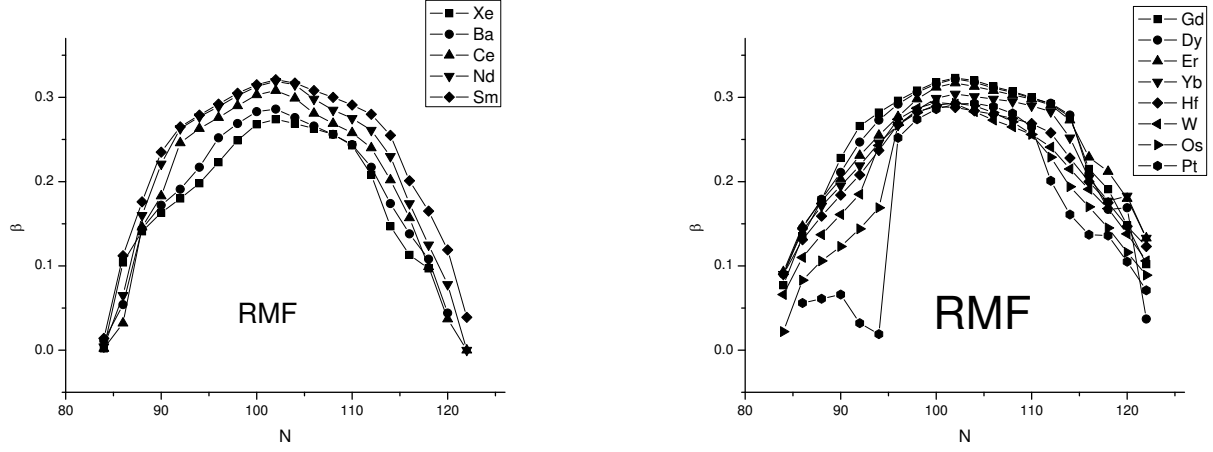 Xe
Ba
Ce
Nd
Sm
0.3
0.2
0.1
0.0
β
RMF
80 90 100 110 120
N
Gd
Dy
Er
Yb
Hf
W
Os
Pt
0.3
0.2
0.1
0.0
β
RMF
80 90 100 110 120
N